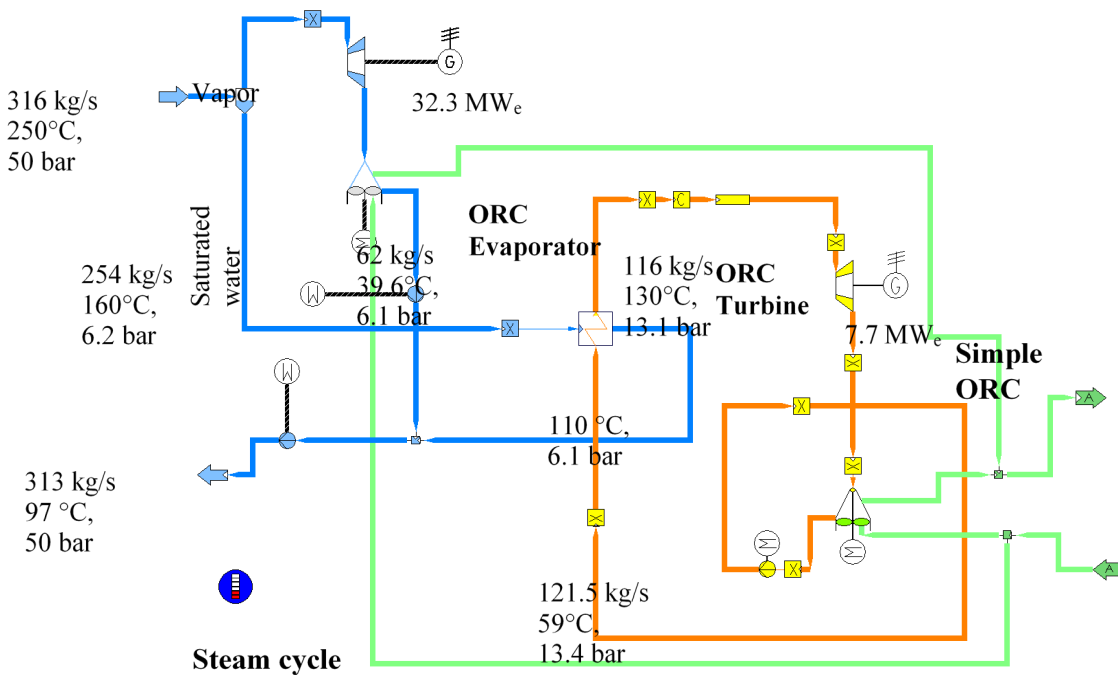 G
Vapor
316 kg/s
250°C,
50 bar
32.3 MWe
Saturated
water
ORC
Evaporator
62 kg/s
39.6°C,
6.1 bar
254 kg/s
160°C,
6.2 bar
116 kg/s
130°C,
13.1 bar
ORC
Turbine
G
7.7 MWe
Simple
ORC
X
X
C
X
X
X
X
X
X
X
X
M
M
M
M
M
A
A
110 °C,
6.1 bar
313 kg/s
97 °C,
50 bar
121.5 kg/s
59°C,
13.4 bar
Steam cycle